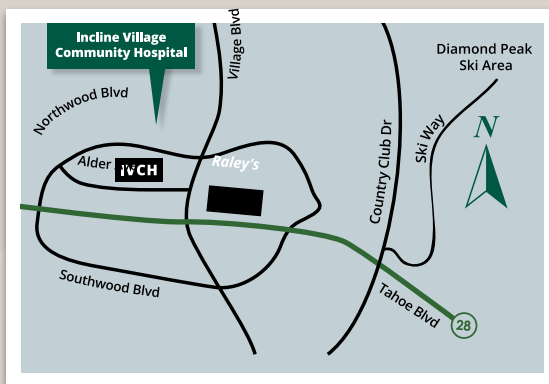 Incline Village
Community Hospital
Village Blvd
Diamond Peak
Ski Area
Northwood Blvd
N
Ski Way
Country Club Dr
Alder
IVCH
Raley's
Southwood Blvd
Tahoe Blvd
28